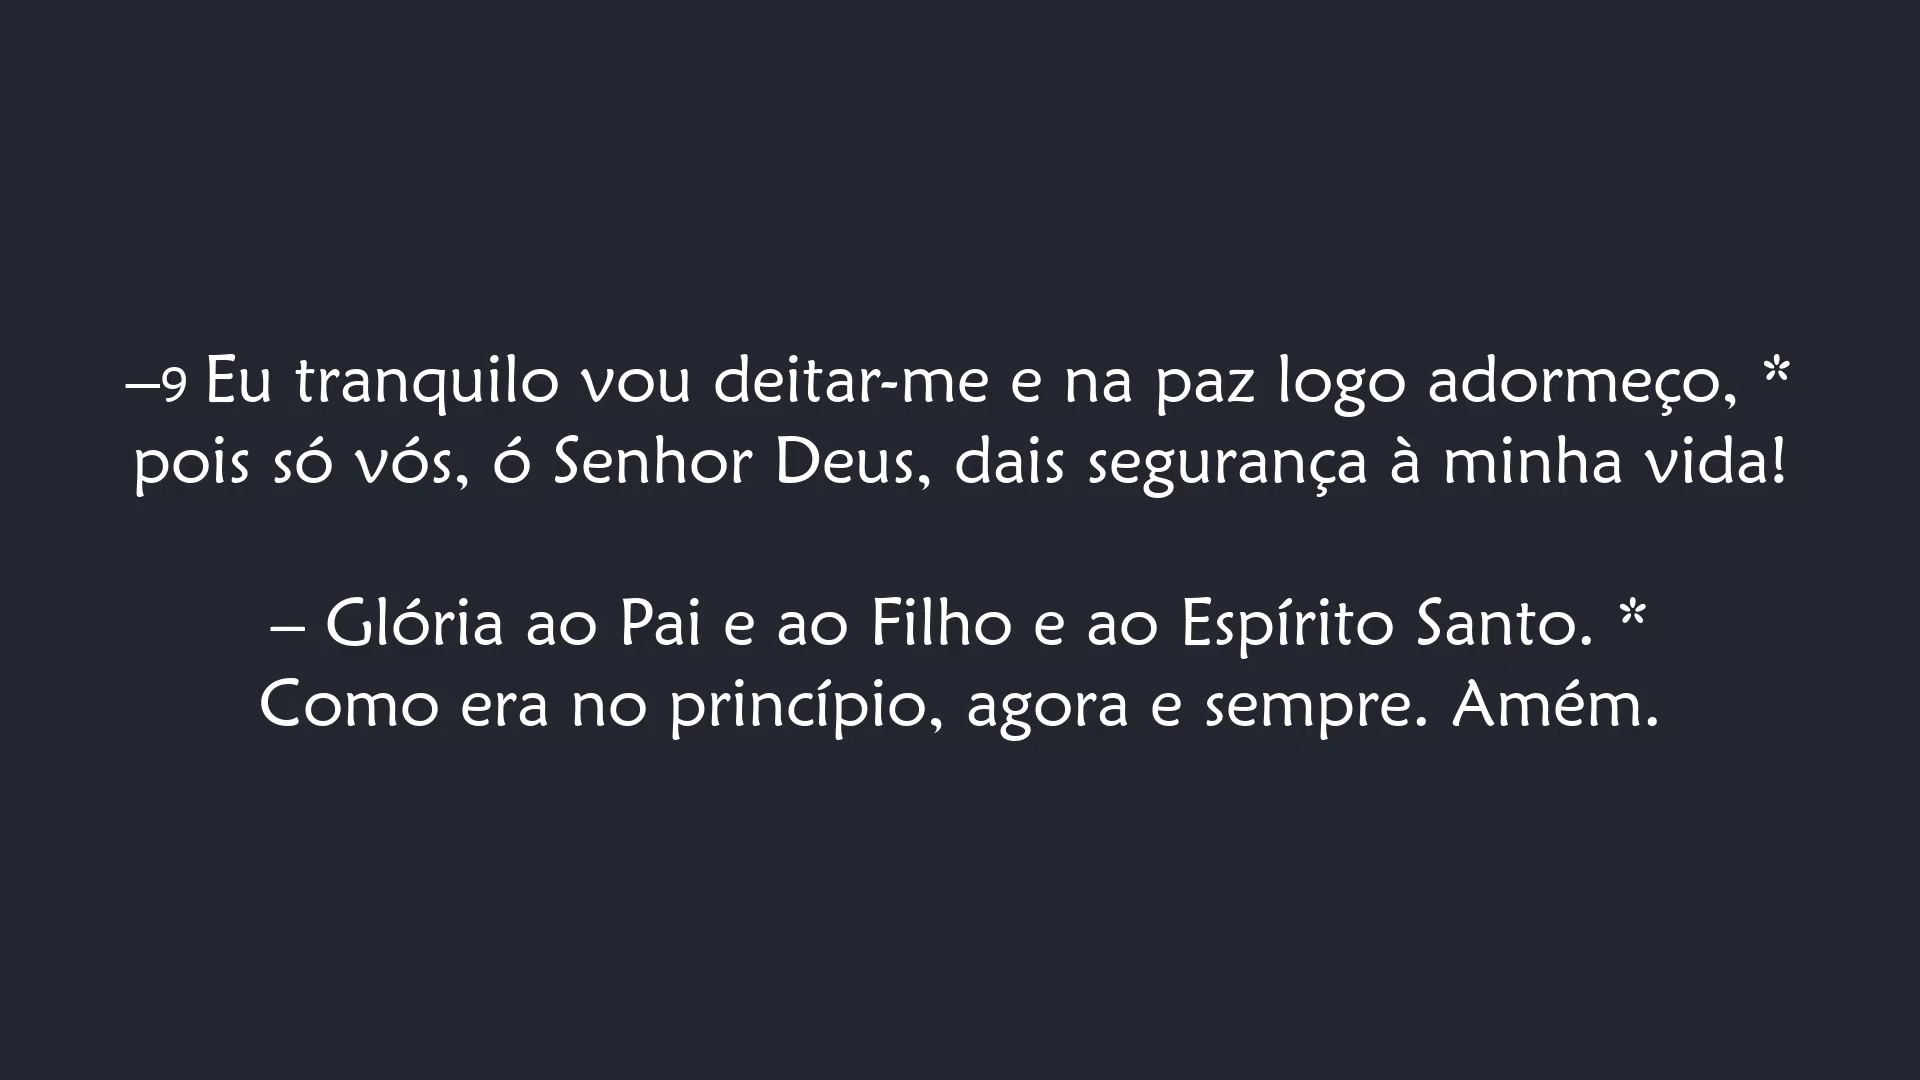 –9 Eu tranquilo vou deitar-me e na paz logo adormeço, *
pois só vós, ó Senhor Deus, dais segurança à minha vida!
– Glória ao Pai e ao Filho e ao Espírito Santo. *
Como era no princípio, agora e sempre. Amém.